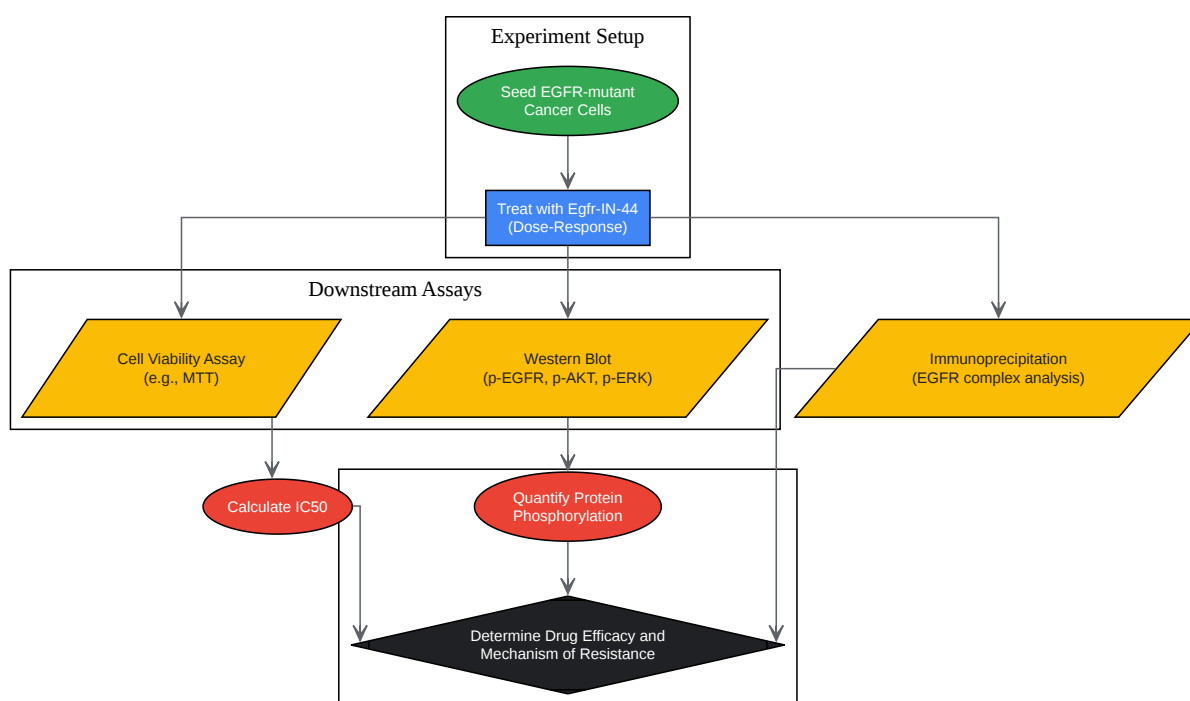 Experiment Setup
Seed EGFR-mutant
Cancer Cells
Treat with Egfr-IN-44
(Dose-Response)
Downstream Assays
Cell Viability Assay
(e.g., MTT)
Western Blot
(p-EGFR, p-AKT, p-ERK)
Immunoprecipitation
(EGFR complex analysis)
Calculate IC50
Quantify Protein
Phosphorylation
Determine Drug Efficacy and
Mechanism of Resistance